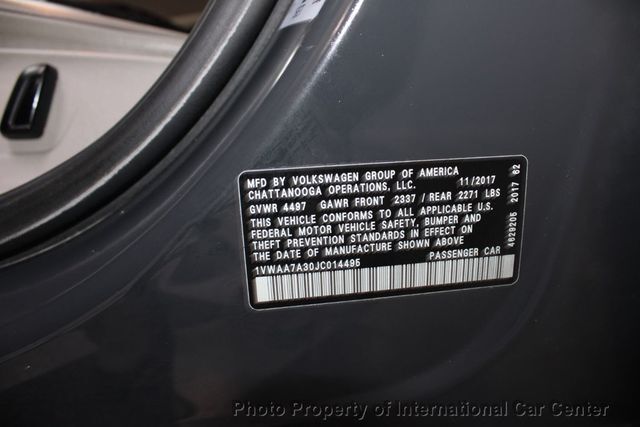 MFD BY VOLKSWAGEN GROUP OF AMERICA
CHATTANOOGA OPERATIONS, LLC. 11/2017
GVWR 4497 GAWR FRONT 2337 / REAR 2271 LBS
THIS VEHICLE CONFORMS TO ALL APPLICABLE U.S.
FEDERAL MOTOR VEHICLE SAFETY, BUMPER AND
THEFT PREVENTION STANDARDS IN EFFECT ON
THE DATE OF MANUFACTURE SHOWN ABOVE.
1VWAA7A30JC014495 PASSENGER CAR
4629205 2017 62
Photo Property of International Car Center